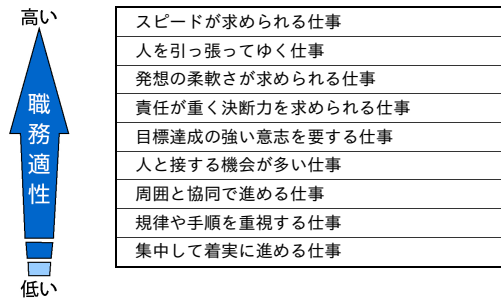 高い
職務適性
低い
スピードが求められる仕事
人を引っ張ってゆく仕事
発想の柔軟さが求められる仕事
責任が重く決断力を求められる仕事
目標達成の強い意志を要する仕事
人と接する機会が多い仕事
周囲と協同で進める仕事
規律や手順を重視する仕事
集中して着実に進める仕事